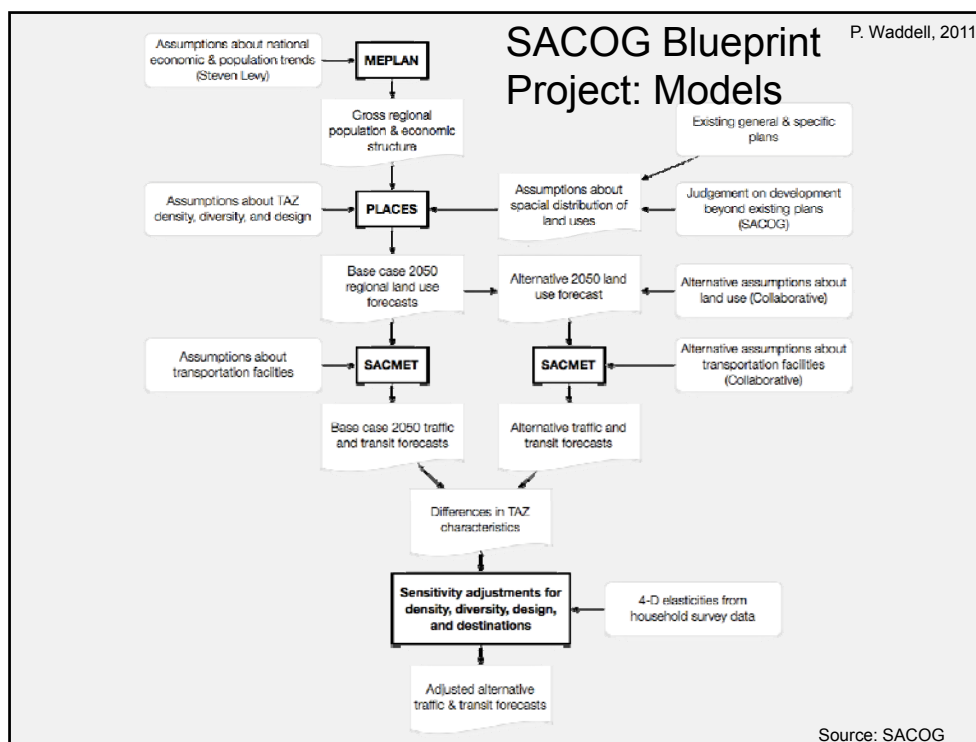 SACOG Blueprint
Project: Models
P. Waddell, 2011
Assumptions about national
economic & population trends
(Steven Levy)
MEPLAN
Gross regional
population & economic
structure
Existing general & specific
plans
Assumptions about TAZ
density, diversity, and design
PLACES
Assumptions about
spacial distribution of
land uses
Judgement on development
beyond existing plans
(SACOG)
Base case 2050
regional land use
forecasts
Alternative 2050 land
use forecast
Alternative assumptions about
land use (Collaborative)
Assumptions about
transportation facilities
SACMET
SACMET
Alternative assumptions about
transportation facilities
(Collaborative)
Base case 2050 traffic
and transit forecasts
Alternative traffic and
transit forecasts
Differences in TAZ
characteristics
Sensitivity adjustments for
density, diversity, design,
and destinations
4-D elasticities from
household survey data
Adjusted alternative
traffic & transit forecasts
Source: SACOG